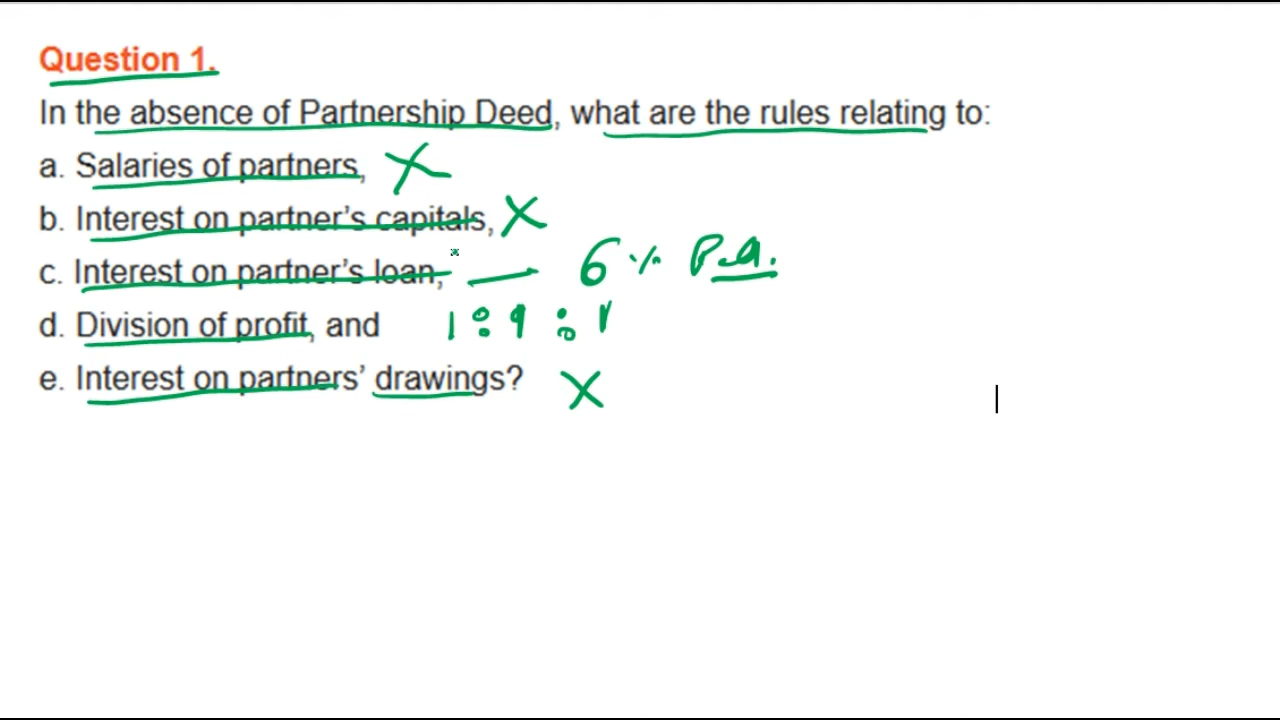 Question 1.
In the absence of Partnership Deed, what are the rules relating to:
a. Salaries of partners, X
b. Interest on partner's capitals, X
c. Interest on partner's loan, — 6 % P.a.
d. Division of profit, and 1 : 1 : 1
e. Interest on partners' drawings? X